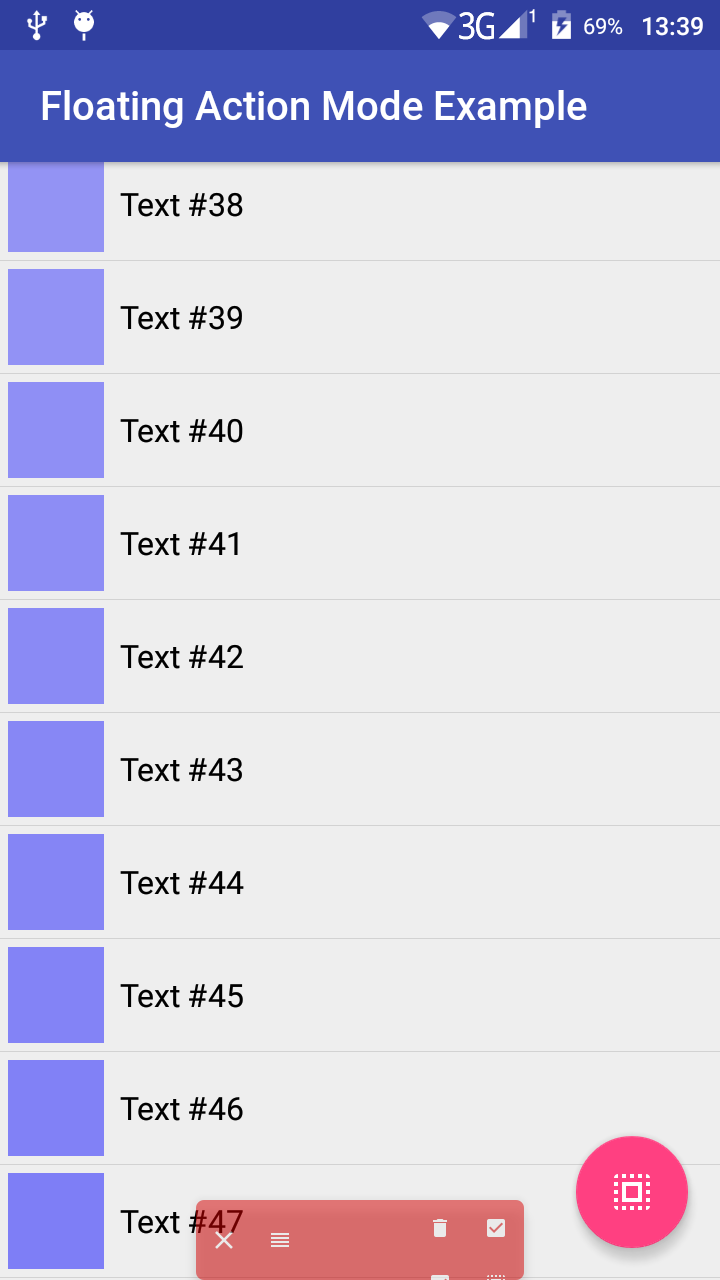 3G 1 69% 13:39
Floating Action Mode Example
Text #38
Text #39
Text #40
Text #41
Text #42
Text #43
Text #44
Text #45
Text #46
Text #47